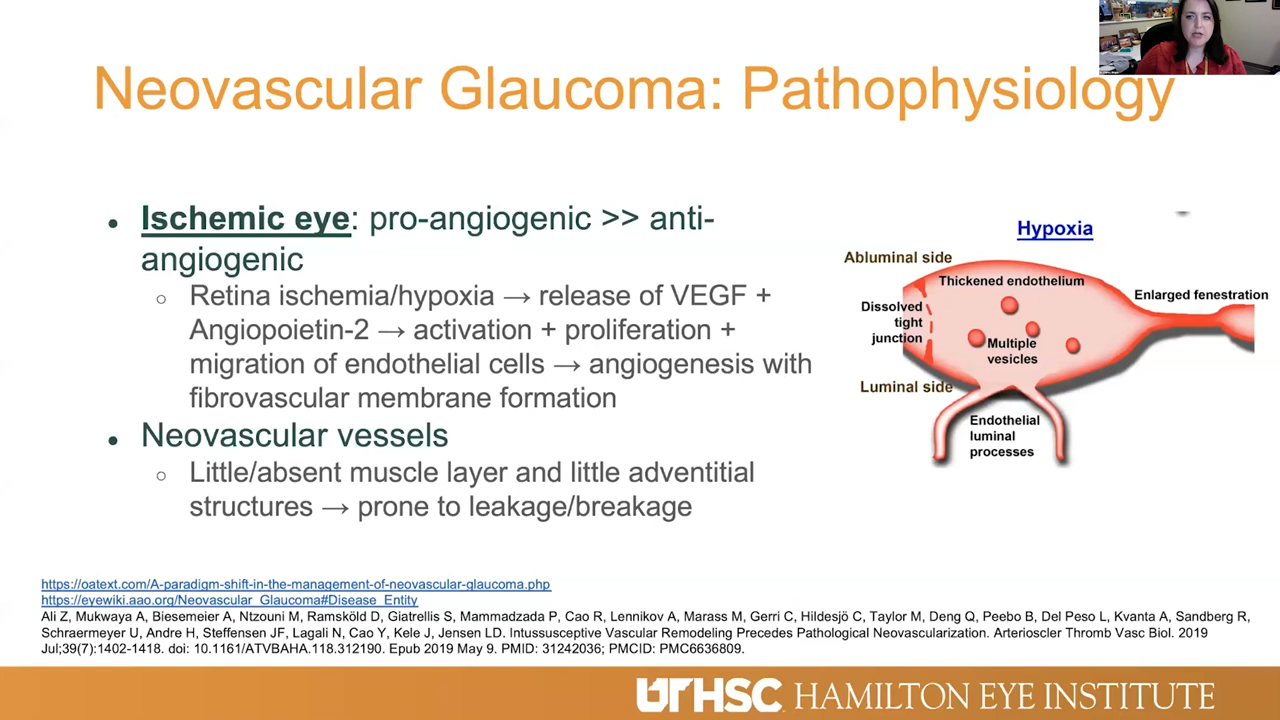 Neovascular Glaucoma: Pathophysiology
● Ischemic eye: pro-angiogenic >> anti-
angiogenic
○ Retina ischemia/hypoxia → release of VEGF +
Angiopoietin-2 → activation + proliferation +
migration of endothelial cells → angiogenesis with
fibrovascular membrane formation
● Neovascular vessels
○ Little/absent muscle layer and little adventitial
structures → prone to leakage/breakage
Hypoxia
Abluminal side
Thickened endothelium
Enlarged fenestration
Dissolved
tight
junction
Multiple
vesicles
Luminal side
Endothelial
luminal
processes
https://oatext.com/A-paradigm-shift-in-the-management-of-neovascular-glaucoma.php
https://eyewiki.aao.org/Neovascular_Glaucoma#Disease_Entity
Ali Z, Mukwaya A, Biesemeier A, Ntzouni M, Ramsköld D, Giatrellis S, Mammadzada P, Cao R, Lennikov A, Marass M, Gerri C, Hildesjö C, Taylor M, Deng Q, Peebo B, Del Peso L, Kvanta A, Sandberg R,
Schraermeyer U, Andre H, Steffensen JF, Lagali N, Cao Y, Kele J, Jensen LD. Intussusceptive Vascular Remodeling Precedes Pathological Neovascularization. Arterioscler Thromb Vasc Biol. 2019
Jul;39(7):1402-1418. doi: 10.1161/ATVBAHA.118.312190. Epub 2019 May 9. PMID: 31242036; PMCID: PMC6636809.
UTHSC HAMILTON EYE INSTITUTE